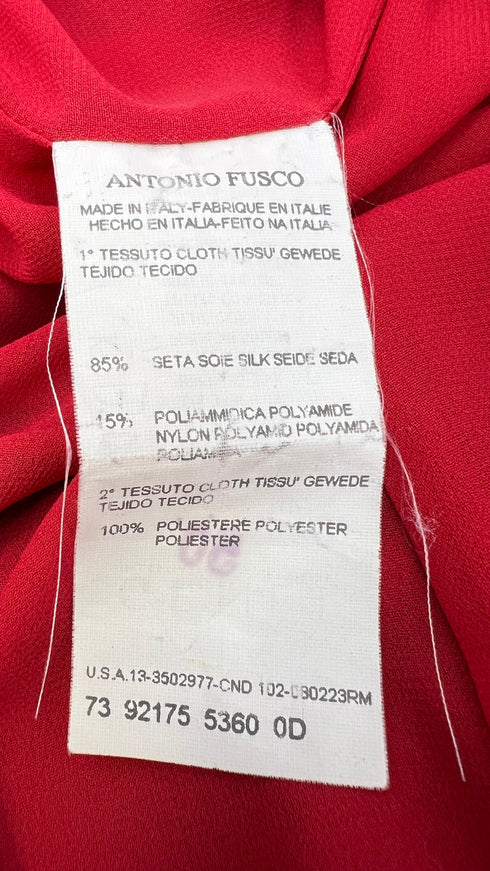 ANTONIO FUSCO
MADE IN ITALY-FABRIQUE EN ITALIE
HECHO EN ITALIA-FEITO NA ITALIA
1° TESSUTO CLOTH TISSU' GEWEDE
TEJIDO TECIDO
85% SETA SOIE SILK SEIDE SEDA
15% POLIAMMIDICA POLYAMIDE
NYLON POLYAMID POLYAMIDA
POLIAMIDA
2° TESSUTO CLOTH TISSU' GEWEDE
TEJIDO TECIDO
100% POLIESTERE POLYESTER
POLIESTER
U.S.A.13-3502977-CND 102-080223RM
73 92175 5360 0D